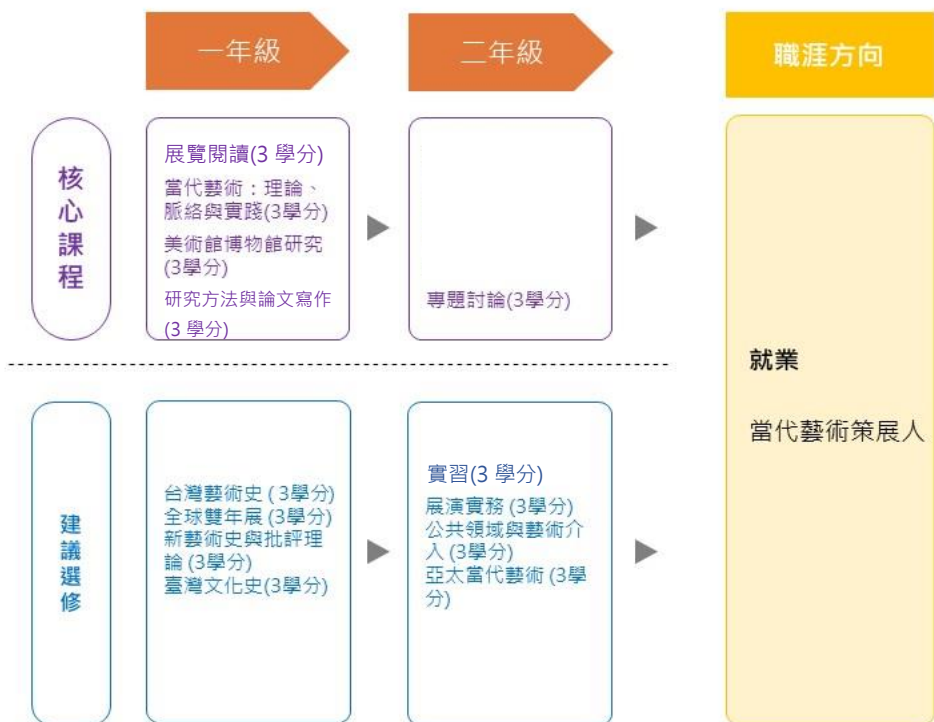 一年級
二年級
職涯方向
核心課程
展覽閱讀(3 學分)
當代藝術：理論、
脈絡與實踐(3學分)
美術館博物館研究
(3學分)
研究方法與論文寫作
(3 學分)
專題討論(3學分)
就業
當代藝術策展人
建議選修
台灣藝術史 ( 3學分)
全球雙年展 (3學分)
新藝術史與批評理
論 (3學分)
臺灣文化史(3學分)
實習(3 學分)
展演實務 (3學分)
公共領域與藝術介
入 (3學分)
亞太當代藝術 (3學
分)